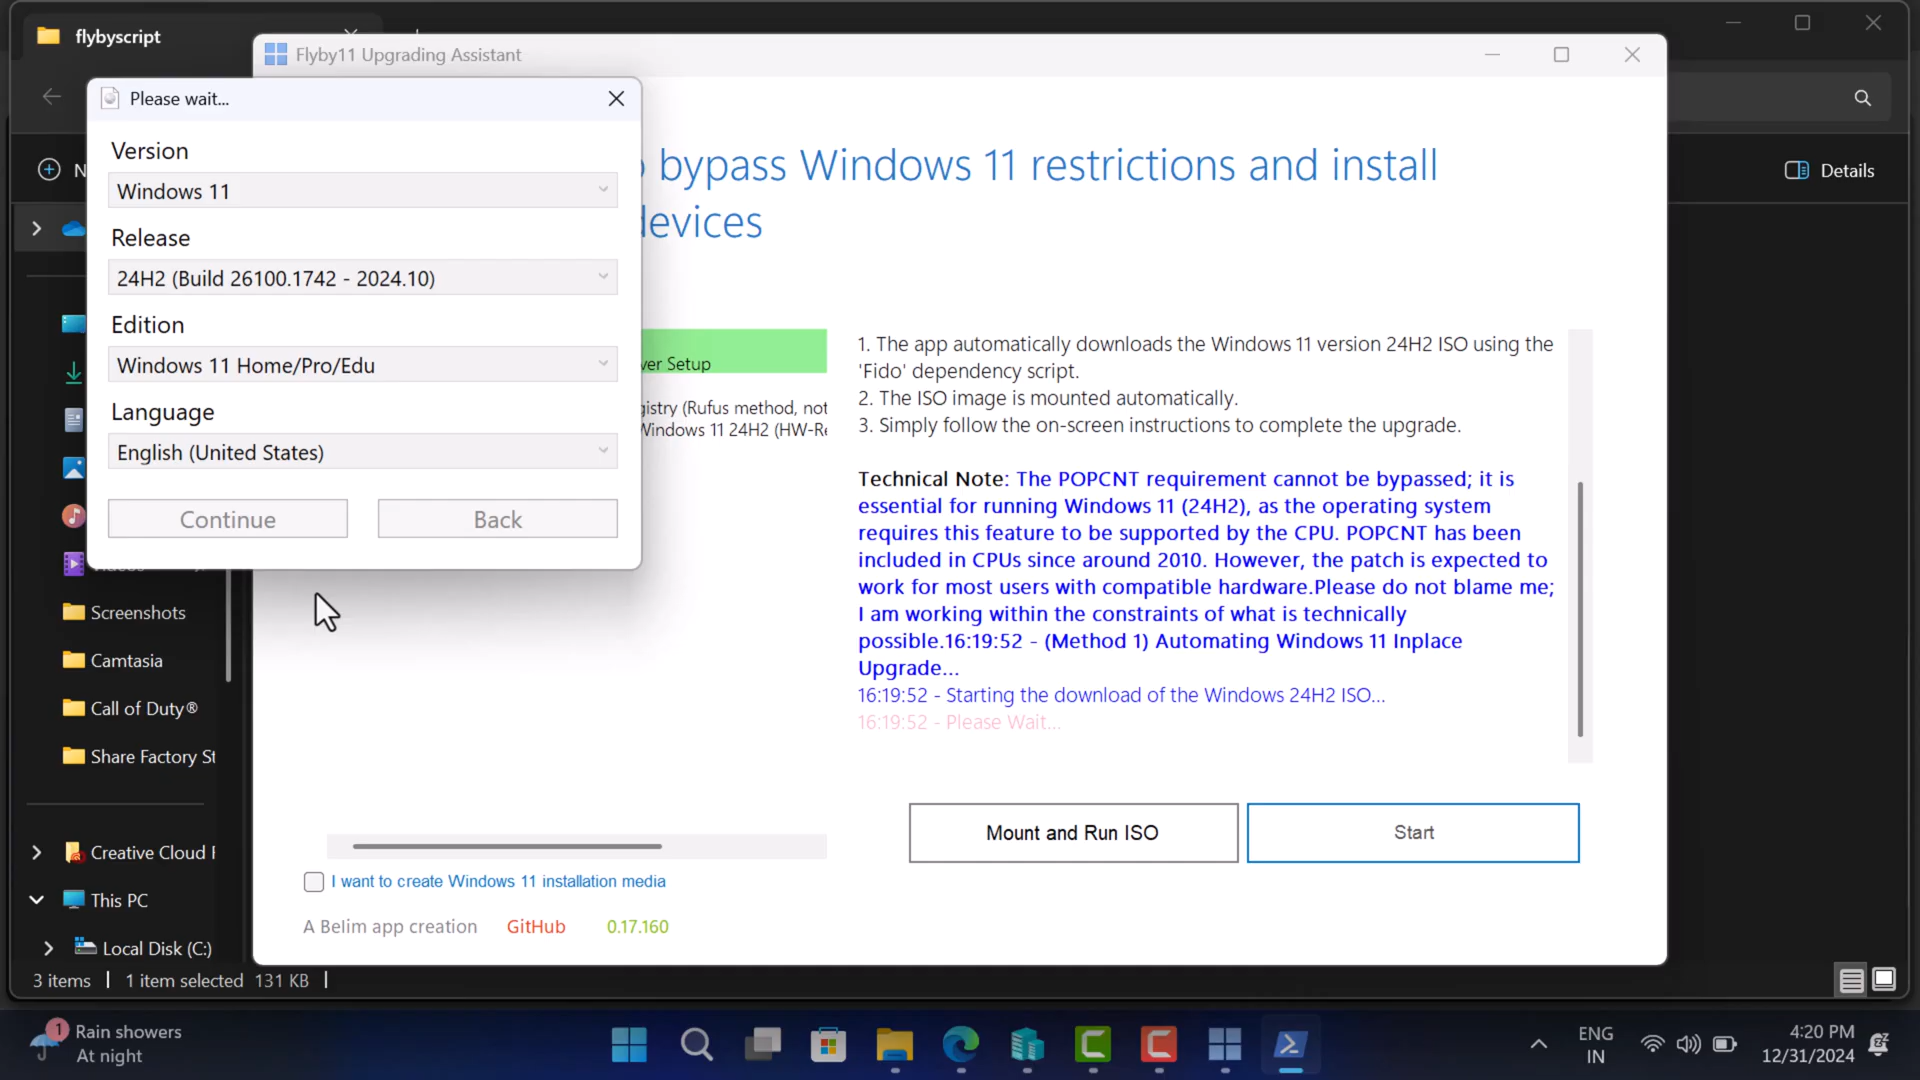 flybyscript
Flyby11 Upgrading Assistant
Please wait...
Version
Windows 11
Release
24H2 (Build 26100.1742 - 2024.10)
Edition
Windows 11 Home/Pro/Edu
Language
English (United States)
Continue
Back
bypass Windows 11 restrictions and install
devices
Details
N
ver Setup
istry (Rufus method, not
Windows 11 24H2 (HW-Re
1. The app automatically downloads the Windows 11 version 24H2 ISO using the
'Fido' dependency script.
2. The ISO image is mounted automatically.
3. Simply follow the on-screen instructions to complete the upgrade.
Technical Note: The POPCNT requirement cannot be bypassed; it is
essential for running Windows 11 (24H2), as the operating system
requires this feature to be supported by the CPU. POPCNT has been
included in CPUs since around 2010. However, the patch is expected to
work for most users with compatible hardware.Please do not blame me;
I am working within the constraints of what is technically
possible.16:19:52 - (Method 1) Automating Windows 11 Inplace
Upgrade...
16:19:52 - Starting the download of the Windows 24H2 ISO...
16:19:52 - Please Wait...
Mount and Run ISO
Start
I want to create Windows 11 installation media
A Belim app creation GitHub 0.17.160
Screenshots
Camtasia
Call of Duty®
Share Factory St
Creative Cloud F
This PC
Local Disk (C:)
3 items | 1 item selected 131 KB |
1
Rain showers
At night
ENG
IN
4:20 PM
12/31/2024